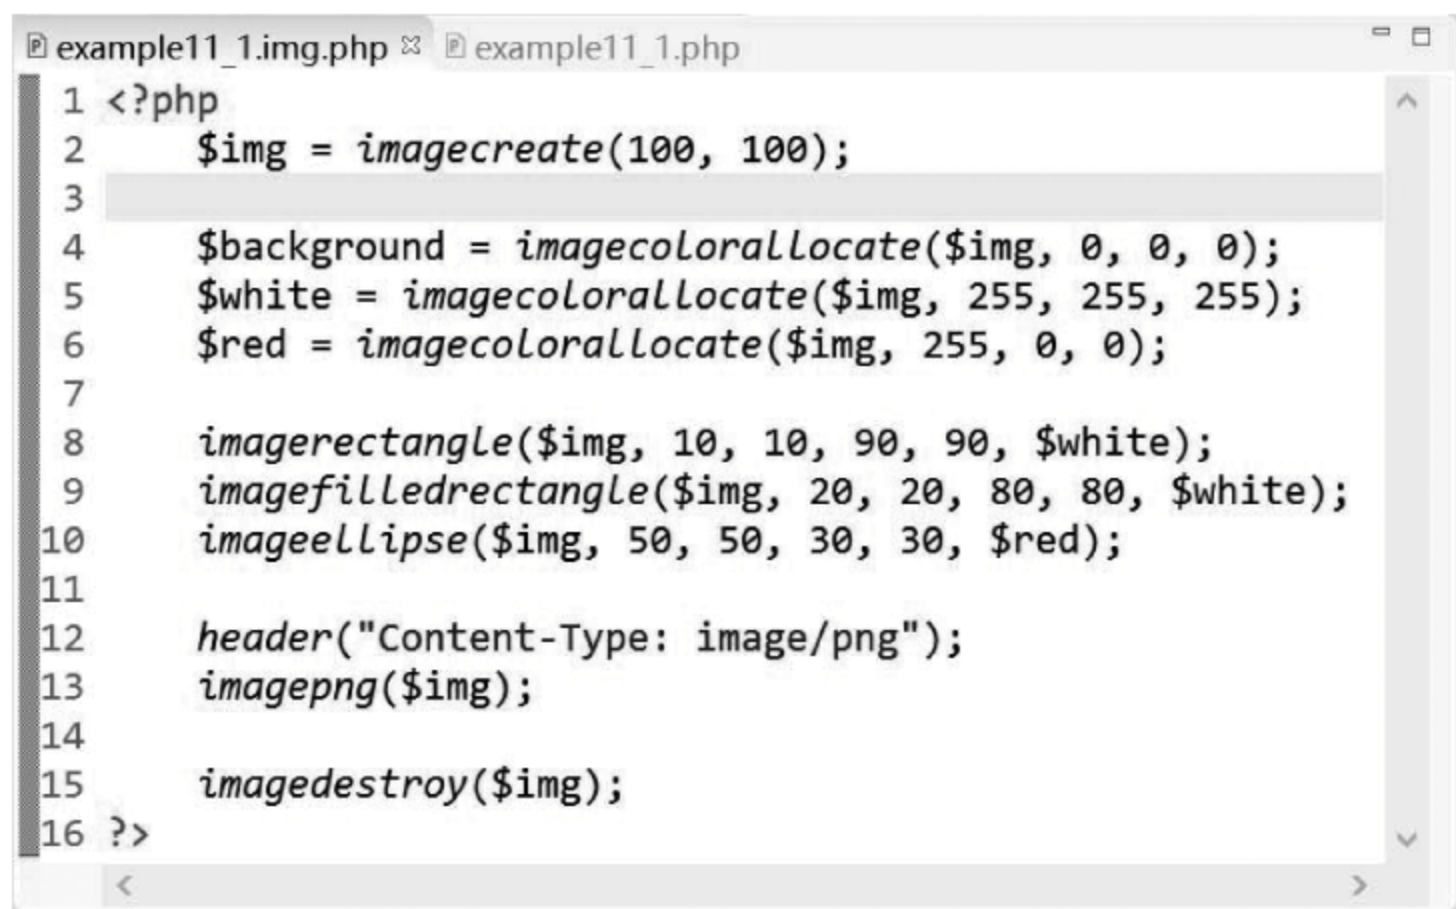 example11_1.img.php example11_1.php
1 <?php
2 $img = imagecreate(100, 100);
3
4 $background = imagecolorallocate($img, 0, 0, 0);
5 $white = imagecolorallocate($img, 255, 255, 255);
6 $red = imagecolorallocate($img, 255, 0, 0);
7
8 imagerectangle($img, 10, 10, 90, 90, $white);
9 imagefilledrectangle($img, 20, 20, 80, 80, $white);
10 imageellipse($img, 50, 50, 30, 30, $red);
11
12 header("Content-Type: image/png");
13 imagepng($img);
14
15 imagedestroy($img);
16 ?>